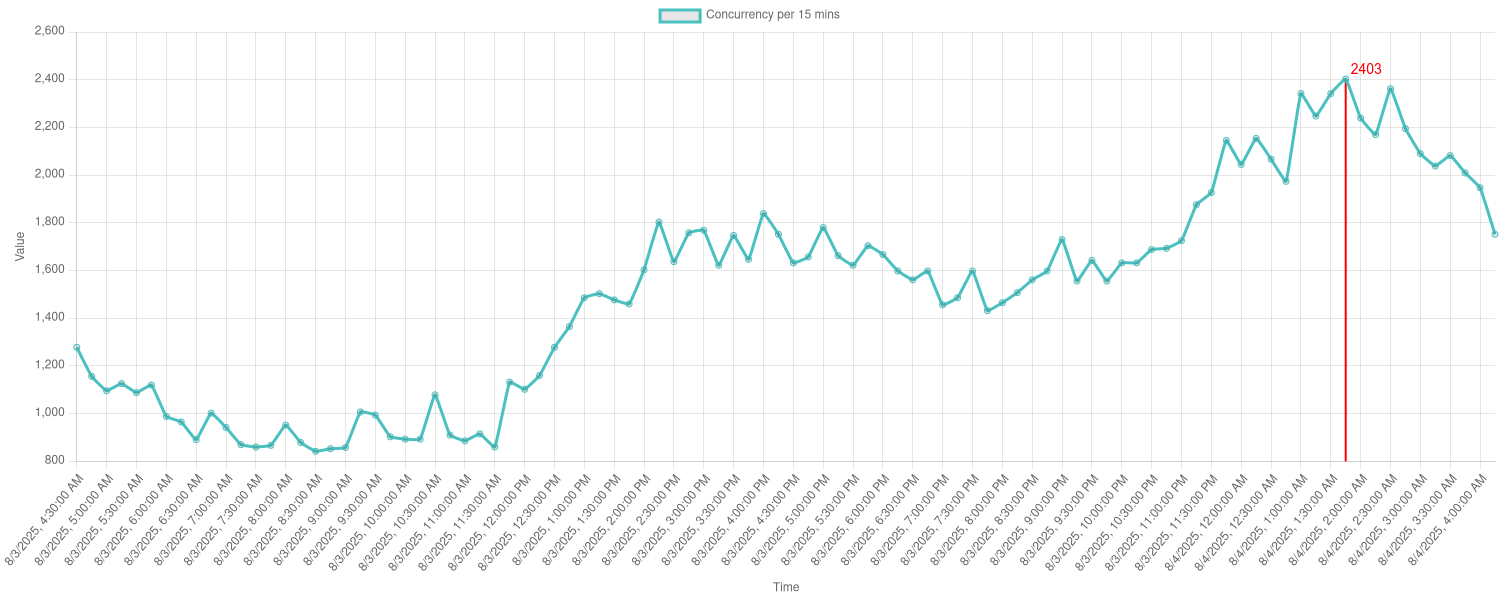 Concurrency per 15 mins
2,600
2,400
2,200
2,000
1,800
1,600
1,400
1,200
1,000
800
Value
2403
8/3/2025, 4:30:00 AM
8/3/2025, 5:00:00 AM
8/3/2025, 5:30:00 AM
8/3/2025, 6:00:00 AM
8/3/2025, 6:30:00 AM
8/3/2025, 7:00:00 AM
8/3/2025, 7:30:00 AM
8/3/2025, 8:00:00 AM
8/3/2025, 8:30:00 AM
8/3/2025, 9:00:00 AM
8/3/2025, 9:30:00 AM
8/3/2025, 10:00:00 AM
8/3/2025, 10:30:00 AM
8/3/2025, 11:00:00 AM
8/3/2025, 11:30:00 AM
8/3/2025, 12:00:00 PM
8/3/2025, 12:30:00 PM
8/3/2025, 1:00:00 PM
8/3/2025, 1:30:00 PM
8/3/2025, 2:00:00 PM
8/3/2025, 2:30:00 PM
8/3/2025, 3:00:00 PM
8/3/2025, 3:30:00 PM
8/3/2025, 4:00:00 PM
8/3/2025, 4:30:00 PM
8/3/2025, 5:00:00 PM
8/3/2025, 5:30:00 PM
8/3/2025, 6:00:00 PM
8/3/2025, 6:30:00 PM
8/3/2025, 7:00:00 PM
8/3/2025, 7:30:00 PM
8/3/2025, 8:00:00 PM
8/3/2025, 8:30:00 PM
8/3/2025, 9:00:00 PM
8/3/2025, 9:30:00 PM
8/3/2025, 10:00:00 PM
8/3/2025, 10:30:00 PM
8/3/2025, 11:00:00 PM
8/3/2025, 11:30:00 PM
8/4/2025, 12:00:00 AM
8/4/2025, 12:30:00 AM
8/4/2025, 1:00:00 AM
8/4/2025, 1:30:00 AM
8/4/2025, 2:00:00 AM
8/4/2025, 2:30:00 AM
8/4/2025, 3:00:00 AM
8/4/2025, 3:30:00 AM
8/4/2025, 4:00:00 AM
Time